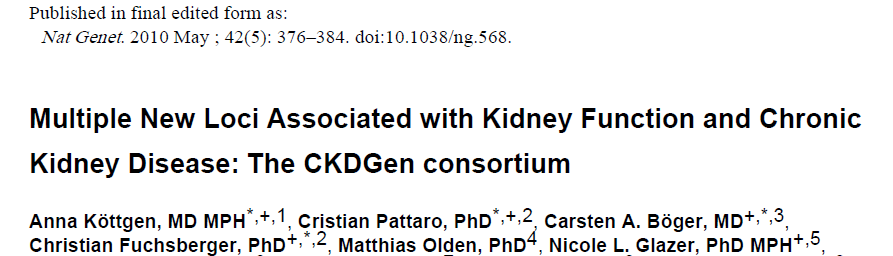 Published in final edited form as:
Nat Genet. 2010 May ; 42(5): 376–384. doi:10.1038/ng.568.
Multiple New Loci Associated with Kidney Function and Chronic
Kidney Disease: The CKDGen consortium
Anna Köttgen, MD MPH*,+,1, Cristian Pattaro, PhD*,+,2, Carsten A. Böger, MD+,*,3,
Christian Fuchsberger, PhD+,*,2, Matthias Olden, PhD4, Nicole L. Glazer, PhD MPH+,5,